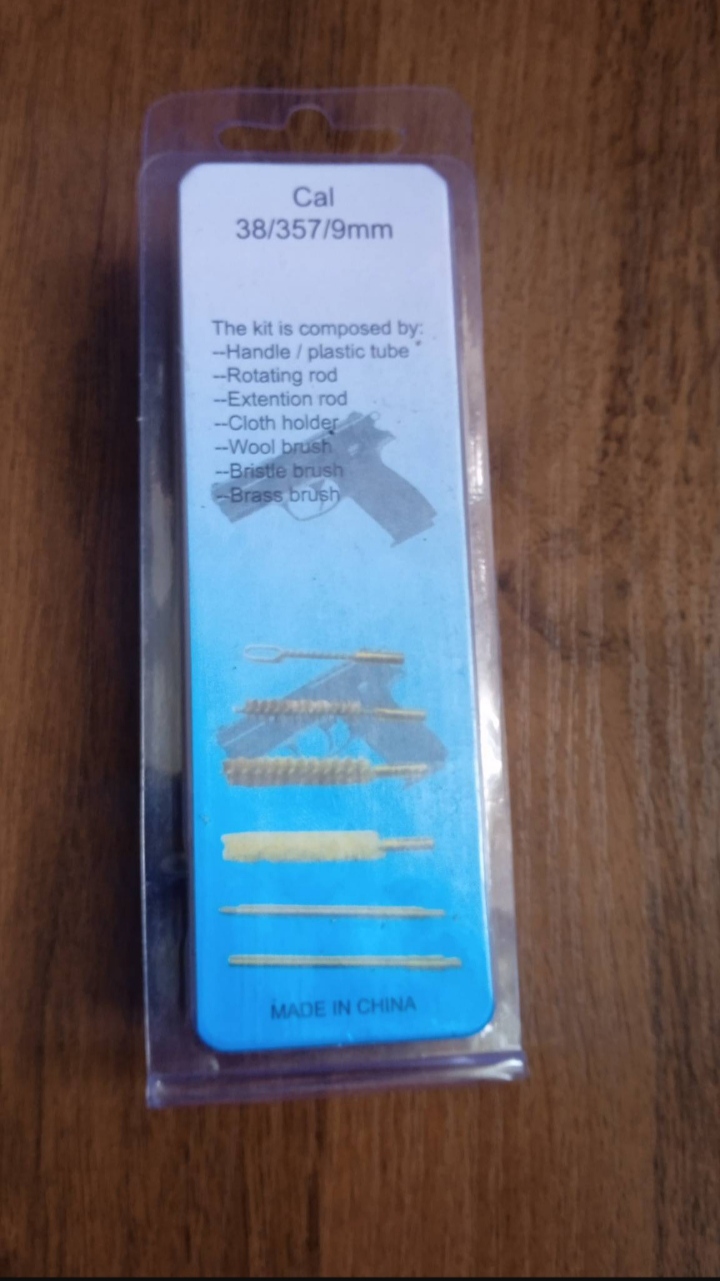 Cal
38/357/9mm
The kit is composed by:
--Handle / plastic tube
--Rotating rod
--Extention rod
--Cloth holder
--Wool brush
--Bristle brush
--Brass brush
MADE IN CHINA